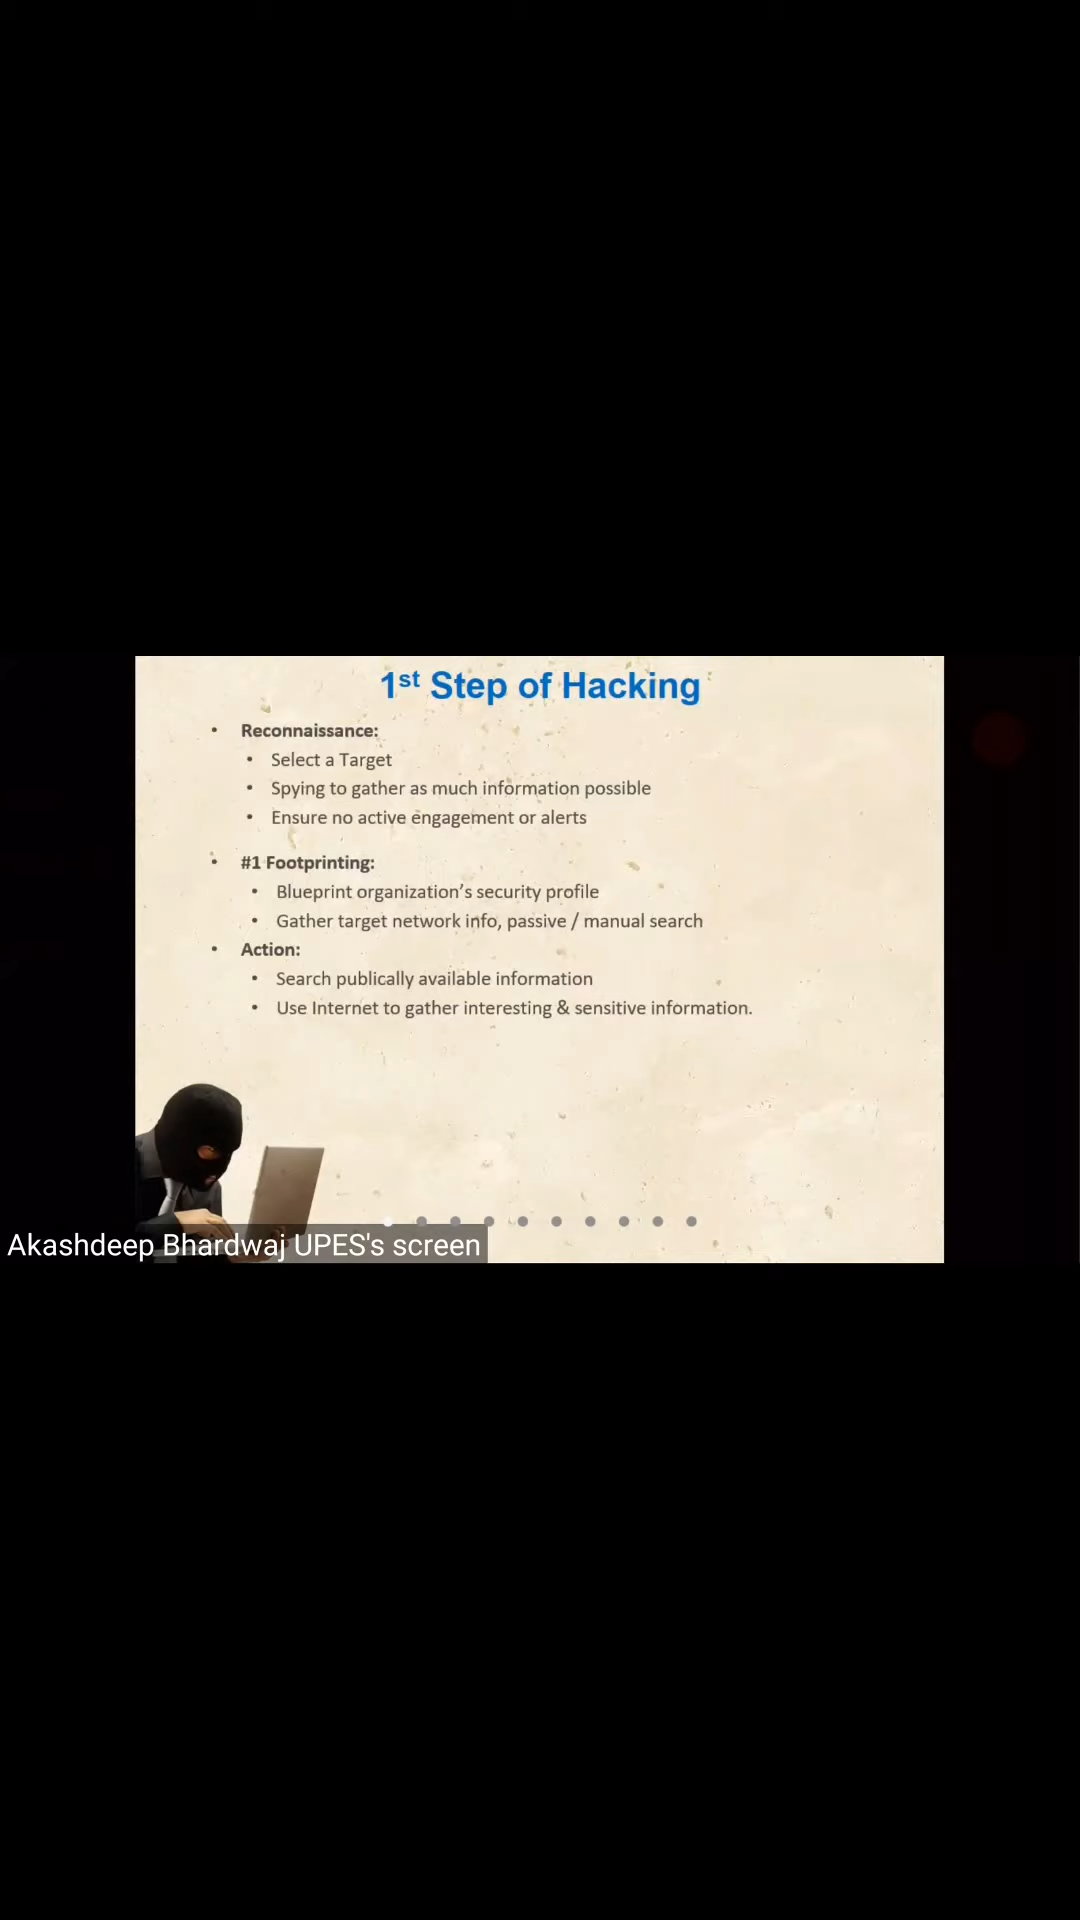 1st Step of Hacking
• Reconnaissance:
• Select a Target
• Spying to gather as much information possible
• Ensure no active engagement or alerts
• #1 Footprinting:
• Blueprint organization's security profile
• Gather target network info, passive / manual search
• Action:
• Search publically available information
• Use Internet to gather interesting & sensitive information.
Akashdeep Bhardwaj UPES's screen